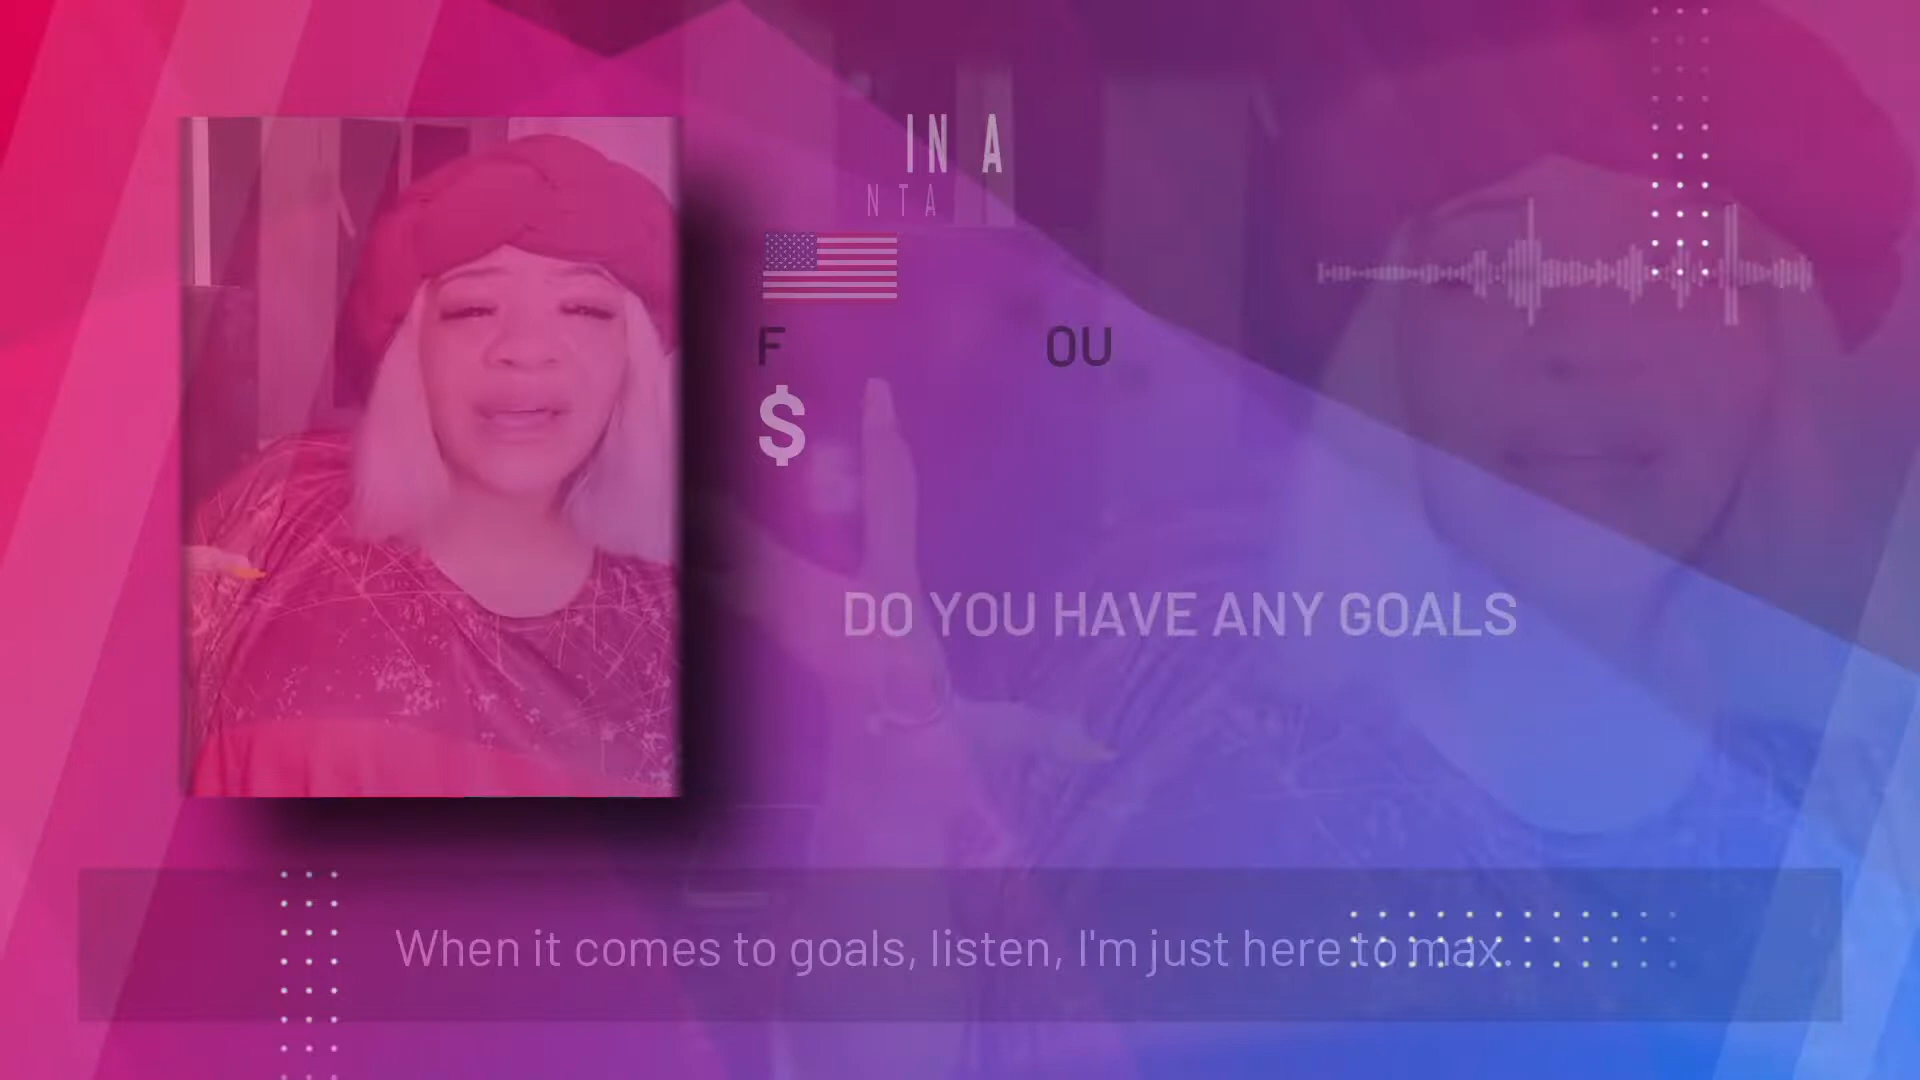 IN A
NTA
F OU
$
DO YOU HAVE ANY GOALS
When it comes to goals, listen, I'm just here to max.